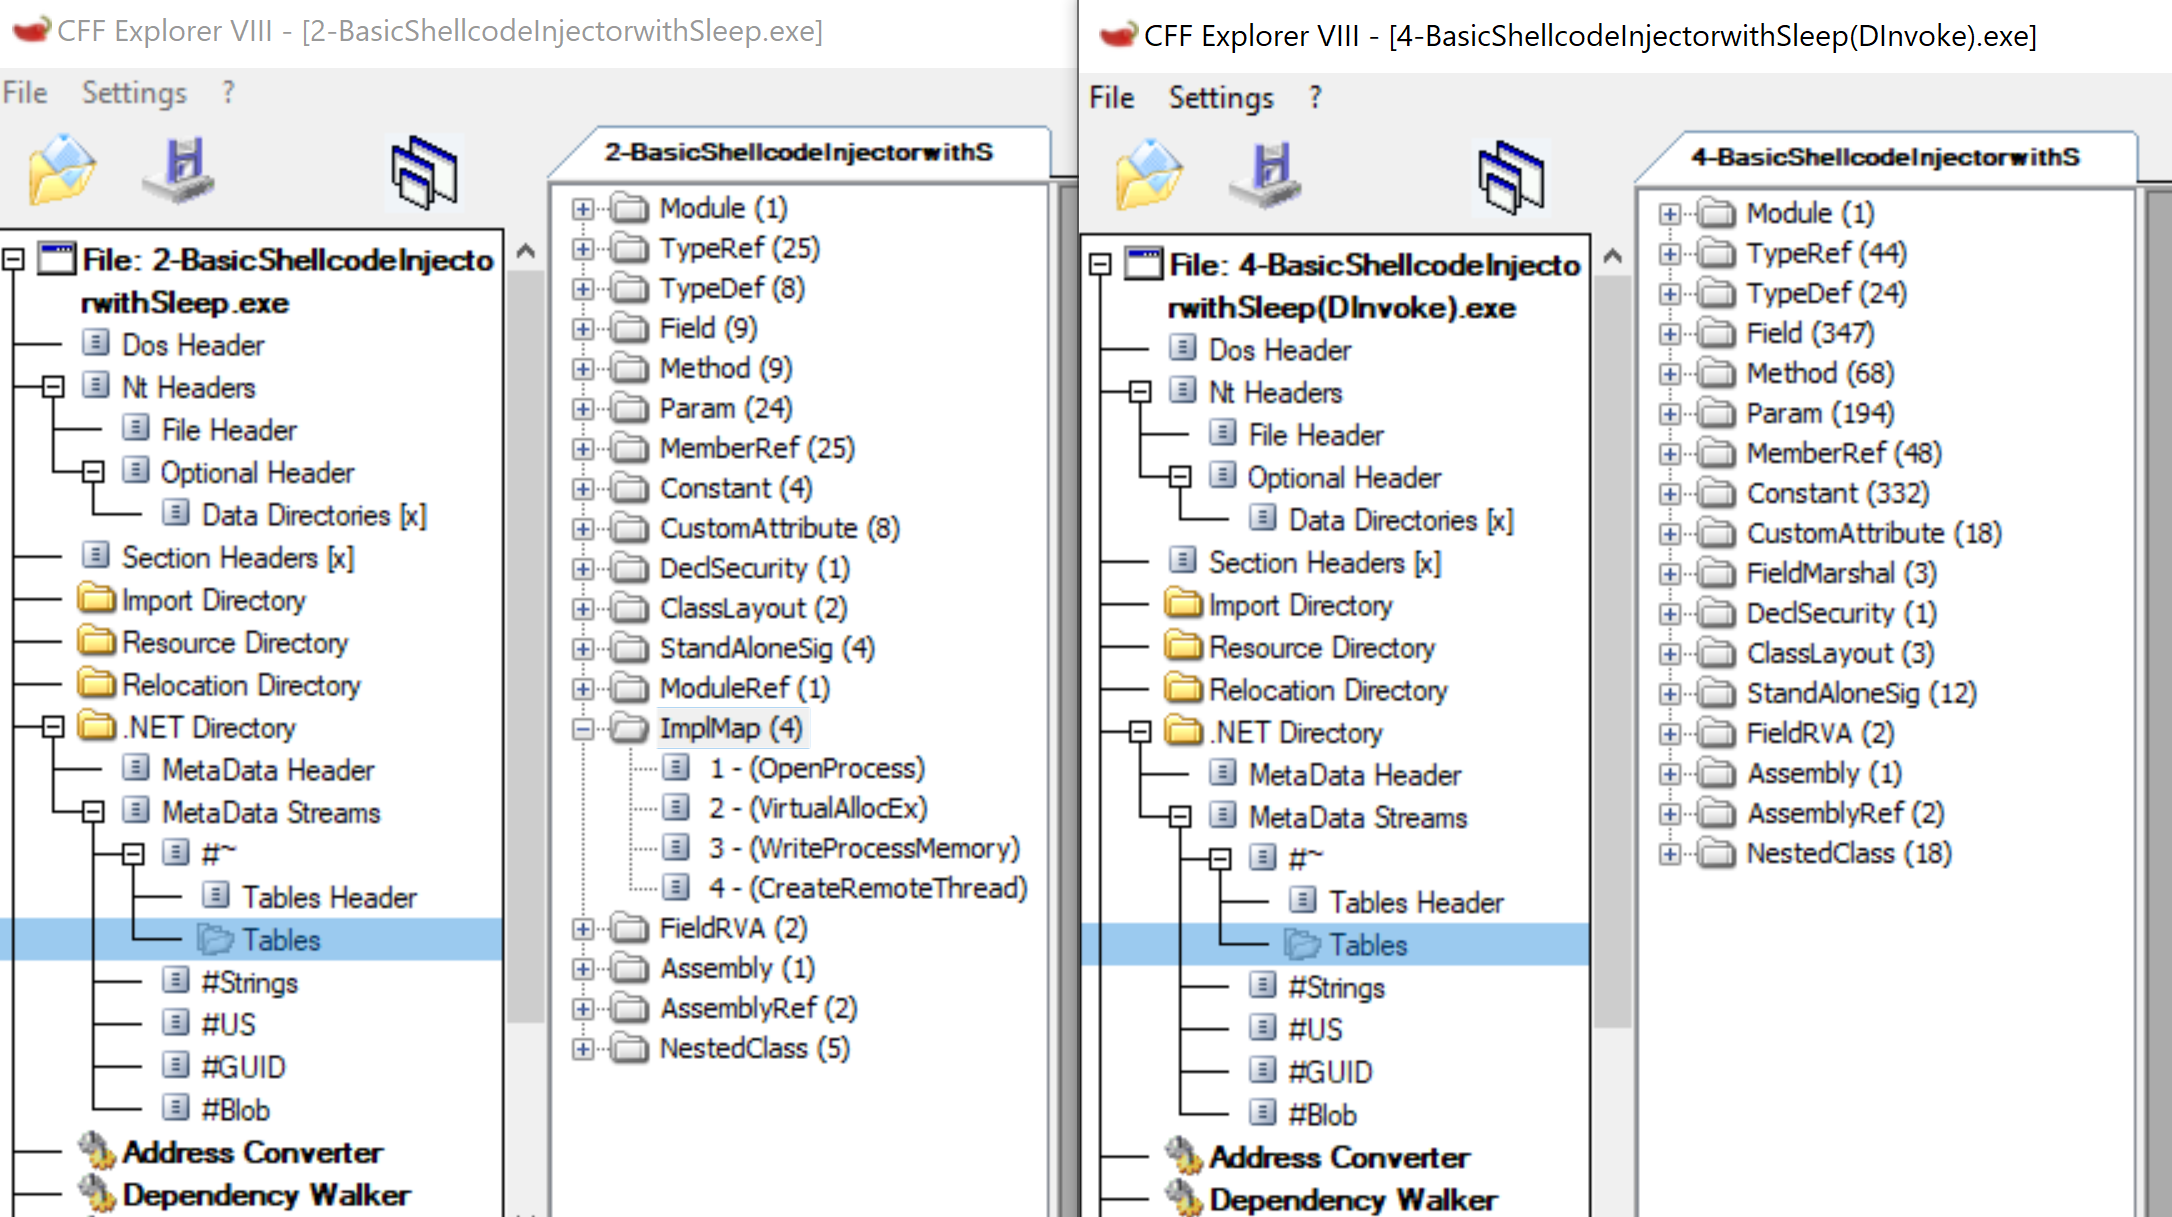 CFF Explorer VIII - [2-BasicShellcodeInjectorwithSleep.exe]
File Settings ?
2-BasicShellcodeInjectorwithS
File: 2-BasicShellcodeInjecto
rwithSleep.exe
Dos Header
Nt Headers
File Header
Optional Header
Data Directories [x]
Section Headers [x]
Import Directory
Resource Directory
Relocation Directory
.NET Directory
MetaData Header
MetaData Streams
#~
Tables Header
Tables
#Strings
#US
#GUID
#Blob
Address Converter
Dependency Walker
Module (1)
TypeRef (25)
TypeDef (8)
Field (9)
Method (9)
Param (24)
MemberRef (25)
Constant (4)
CustomAttribute (8)
DeclSecurity (1)
ClassLayout (2)
StandAloneSig (4)
ModuleRef (1)
ImplMap (4)
1 - (OpenProcess)
2 - (VirtualAllocEx)
3 - (WriteProcessMemory)
4 - (CreateRemoteThread)
FieldRVA (2)
Assembly (1)
AssemblyRef (2)
NestedClass (5)
CFF Explorer VIII - [4-BasicShellcodeInjectorwithSleep(DInvoke).exe]
File Settings ?
4-BasicShellcodeInjectorwithS
File: 4-BasicShellcodeInjecto
rwithSleep(DInvoke).exe
Dos Header
Nt Headers
File Header
Optional Header
Data Directories [x]
Section Headers [x]
Import Directory
Resource Directory
Relocation Directory
.NET Directory
MetaData Header
MetaData Streams
#~
Tables Header
Tables
#Strings
#US
#GUID
#Blob
Address Converter
Dependency Walker
Module (1)
TypeRef (44)
TypeDef (24)
Field (347)
Method (68)
Param (194)
MemberRef (48)
Constant (332)
CustomAttribute (18)
FieldMarshal (3)
DeclSecurity (1)
ClassLayout (3)
StandAloneSig (12)
FieldRVA (2)
Assembly (1)
AssemblyRef (2)
NestedClass (18)